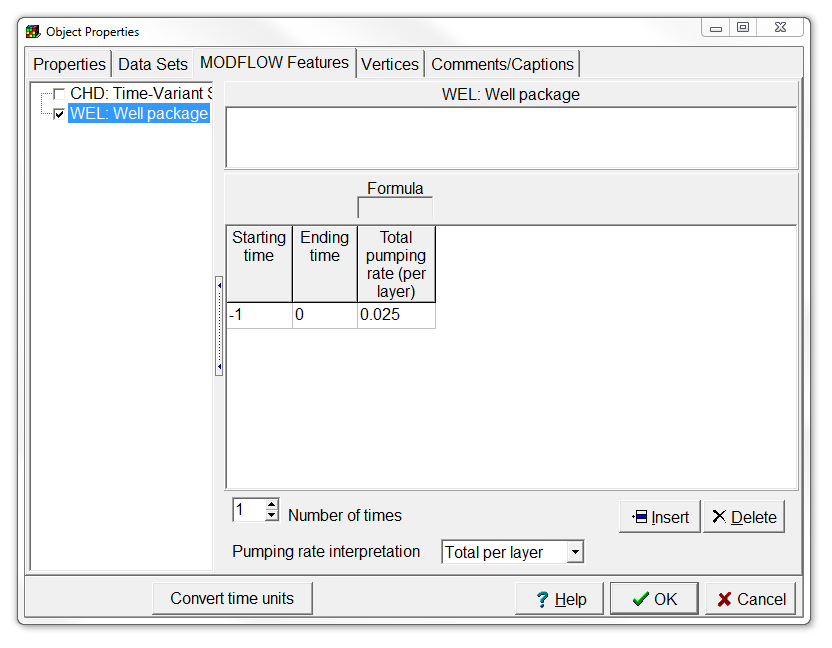 Object Properties
Properties Data Sets MODFLOW Features Vertices Comments/Captions
CHD: Time-Variant S
WEL: Well package
WEL: Well package
Formula
Starting time Ending time Total pumping rate (per layer)
-1 0 0.025
1 Number of times
Insert Delete
Pumping rate interpretation Total per layer
Convert time units ? Help OK Cancel